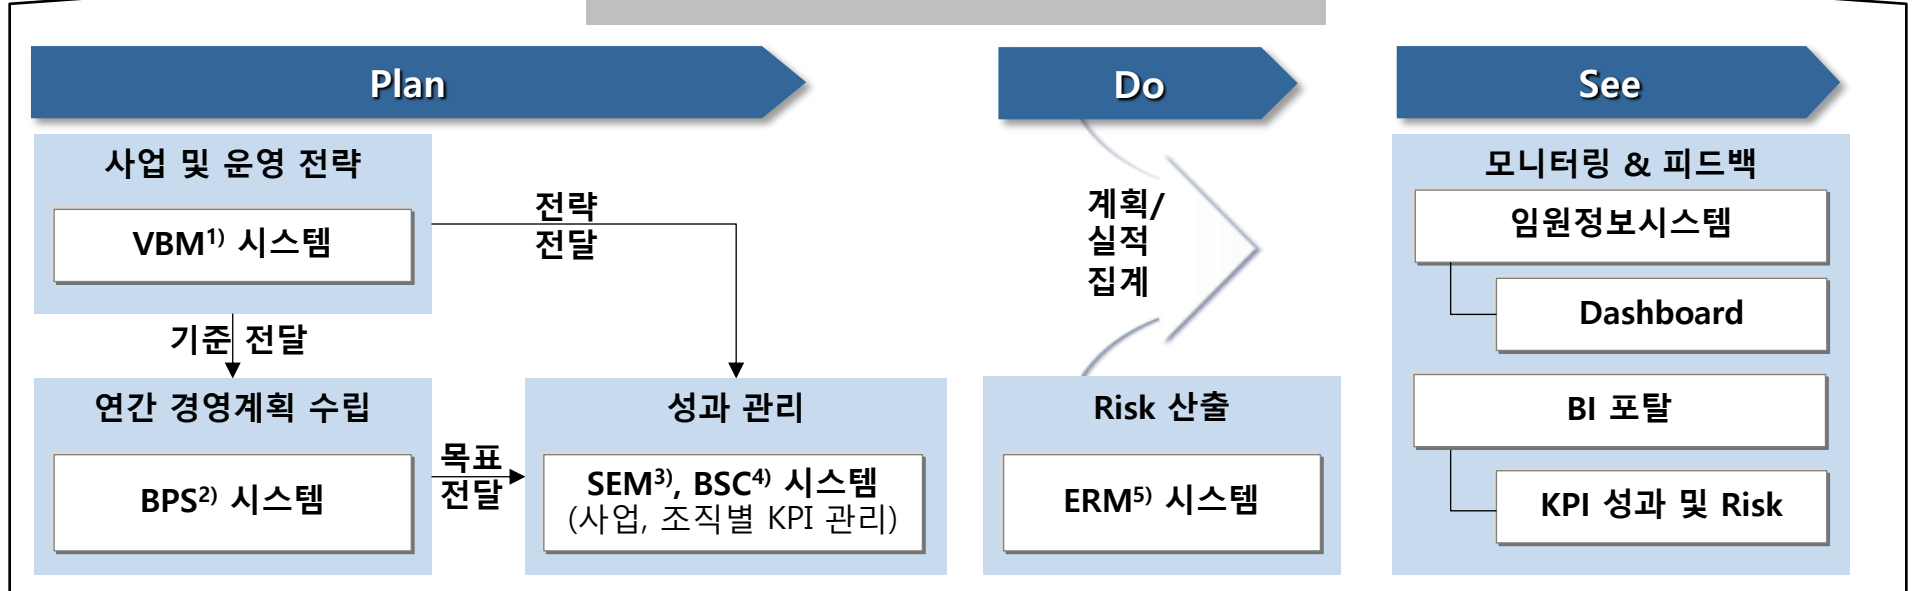 Plan
Do
See
사업 및 운영 전략
VBM1) 시스템
전략
전달
기준 전달
연간 경영계획 수립
BPS2) 시스템
목표
전달
성과 관리
SEM3), BSC4) 시스템
(사업, 조직별 KPI 관리)
계획/
실적
집계
Risk 산출
ERM5) 시스템
모니터링 & 피드백
임원정보시스템
Dashboard
BI 포탈
KPI 성과 및 Risk